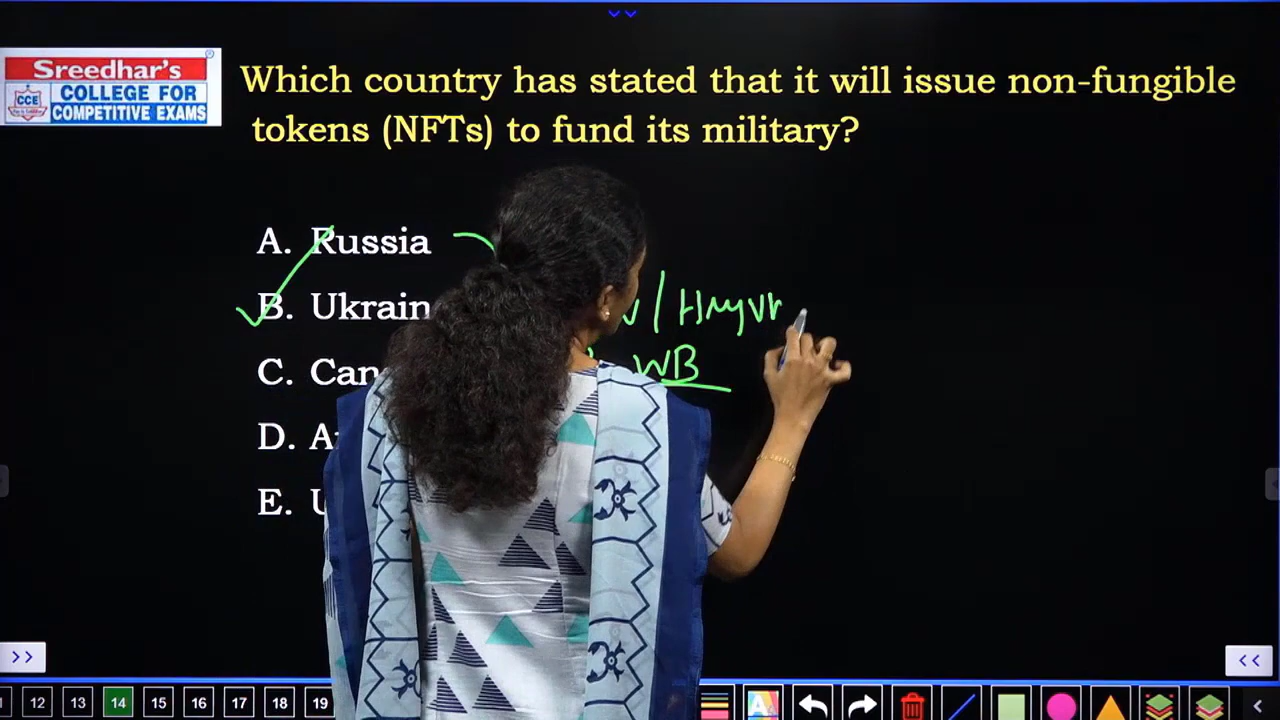 Sreedhar's
CCE
COLLEGE FOR
COMPETITIVE EXAMS
Which country has stated that it will issue non-fungible
tokens (NFTs) to fund its military?
A. Russia
B. Ukrain
C. Can
D.
E. U
WB
12 13 14 15 16 17 18 19